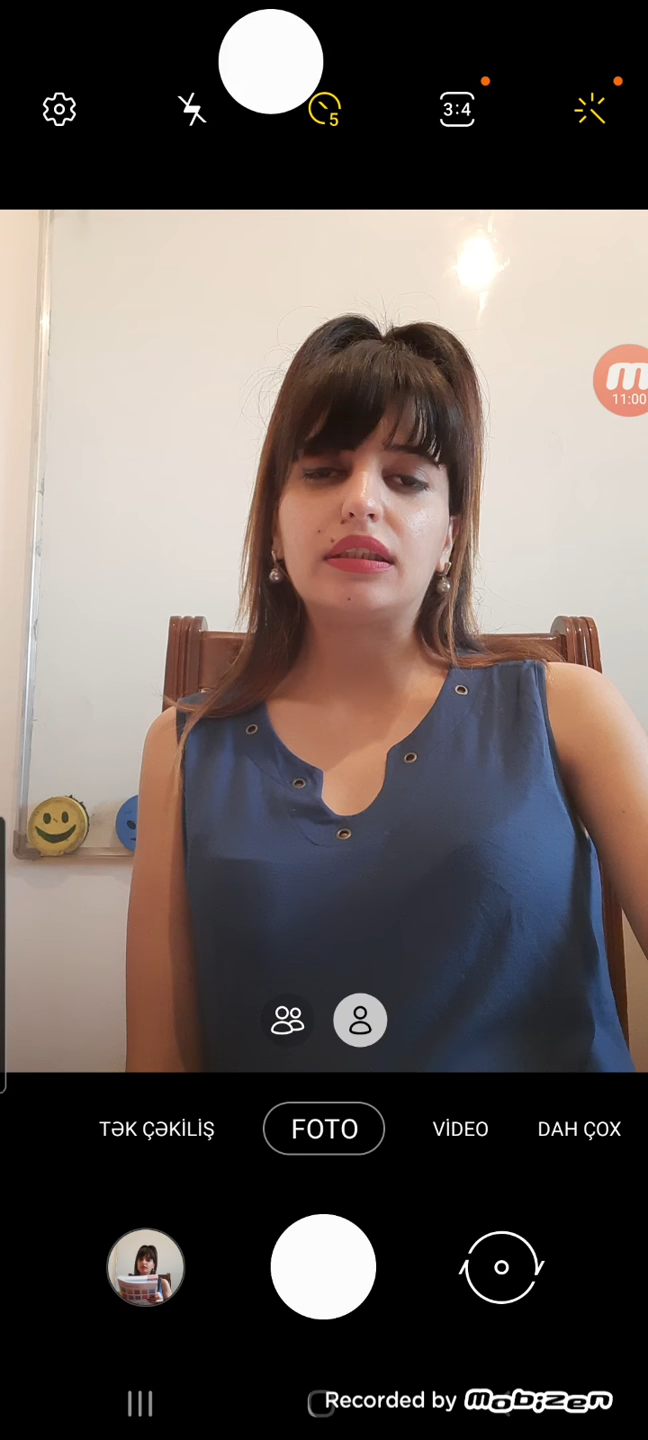 5
3:4
m
11:00
TƏK ÇƏKİLİŞ
FOTO
VİDEO
DAH ÇOX
Recorded by mobizen